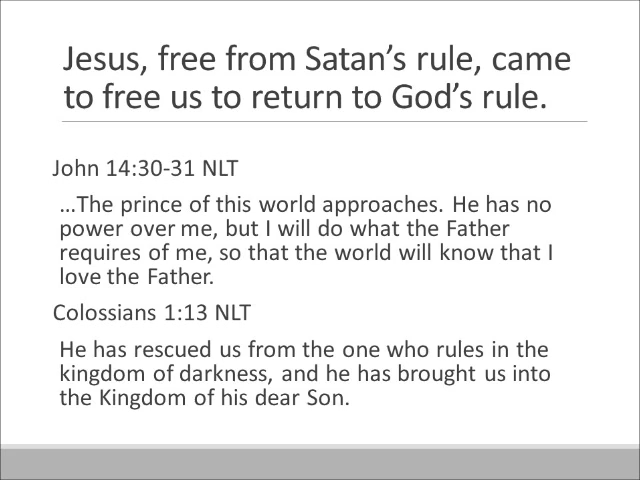 Jesus, free from Satan’s rule, came
to free us to return to God’s rule.
John 14:30-31 NLT
…The prince of this world approaches. He has no
power over me, but I will do what the Father
requires of me, so that the world will know that I
love the Father.
Colossians 1:13 NLT
He has rescued us from the one who rules in the
kingdom of darkness, and he has brought us into
the Kingdom of his dear Son.